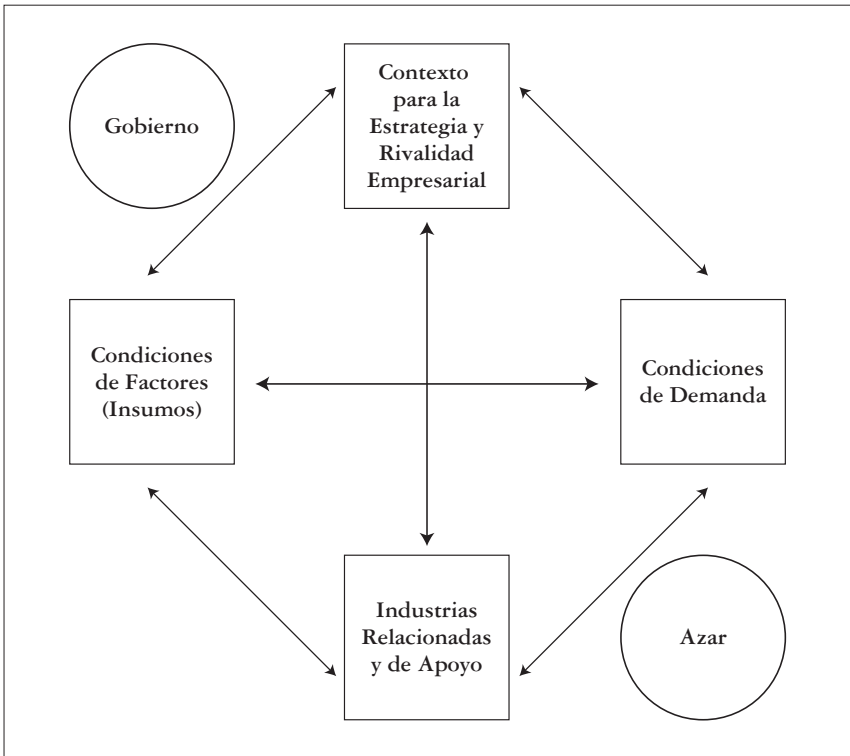 Gobierno
Contexto
para la
Estrategia y
Rivalidad
Empresarial
Condiciones
de Factores
(Insumos)
Condiciones
de Demanda
Industrias
Relacionadas
y de Apoyo
Azar